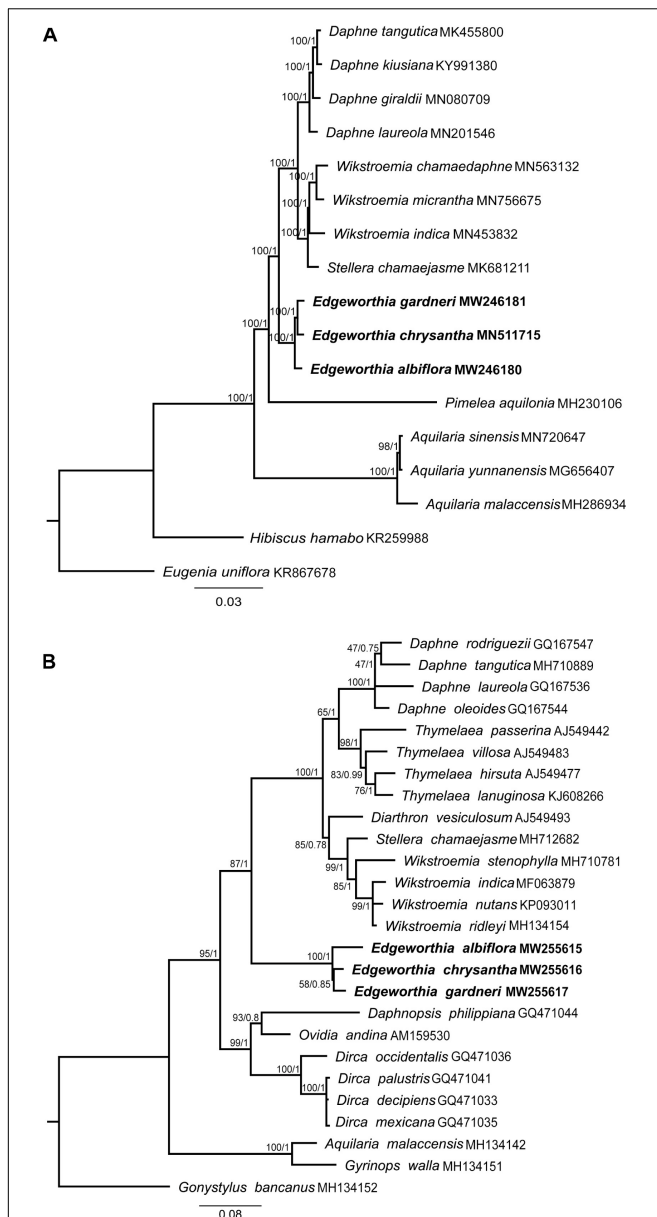 A
Daphne tangutica MK455800
100/1
Daphne kiusiana KY991380
100/1
Daphne giraldii MN080709
Daphne laureola MN201546
100/1
Wikstroemia chamaedaphne MN563132
100/1
Wikstroemia micrantha MN756675
100/1
Wikstroemia indica MN453832
100/1
Stellera chamaejasme MK681211
100/1
Edgeworthia gardneri MW246181
100/1
Edgeworthia chrysantha MN511715
100/1
100/1
Edgeworthia albiflora MW246180
100/1
Pimelea aquilonia MH230106
Aquilaria sinensis MN720647
98/1
Aquilaria yunnanensis MG656407
100/1
Aquilaria malaccensis MH286934
Hibiscus hamabo KR259988
Eugenia uniflora KR867678
0.03
B
Daphne rodriguezii GQ167547
47/0.75
Daphne tangutica MH710889
47/1
Daphne laureola GQ167536
100/1
Daphne oleoides GQ167544
65/1
Thymelaea passerina AJ549442
98/1
Thymelaea villosa AJ549483
83/0.99
Thymelaea hirsuta AJ549477
76/1
Thymelaea lanuginosa KJ608266
100/1
Diarthron vesiculosum AJ549493
Stellera chamaejasme MH712682
85/0.78
Wikstroemia stenophylla MH710781
99/1
87/1
Wikstroemia indica MF063879
85/1
Wikstroemia nutans KP093011
99/1
Wikstroemia ridleyi MH134154
Edgeworthia albiflora MW255615
95/1
100/1
Edgeworthia chrysantha MW255616
58/0.85
Edgeworthia gardneri MW255617
Daphnopsis philippiana GQ471044
93/0.8
Ovidia andina AM159530
99/1
Dirca occidentalis GQ471036
100/1
Dirca palustris GQ471041
100/1
Dirca decipiens GQ471033
Dirca mexicana GQ471035
Aquilaria malaccensis MH134142
100/1
Gyrinops walla MH134151
Gonystylus bancanus MH134152
0.08